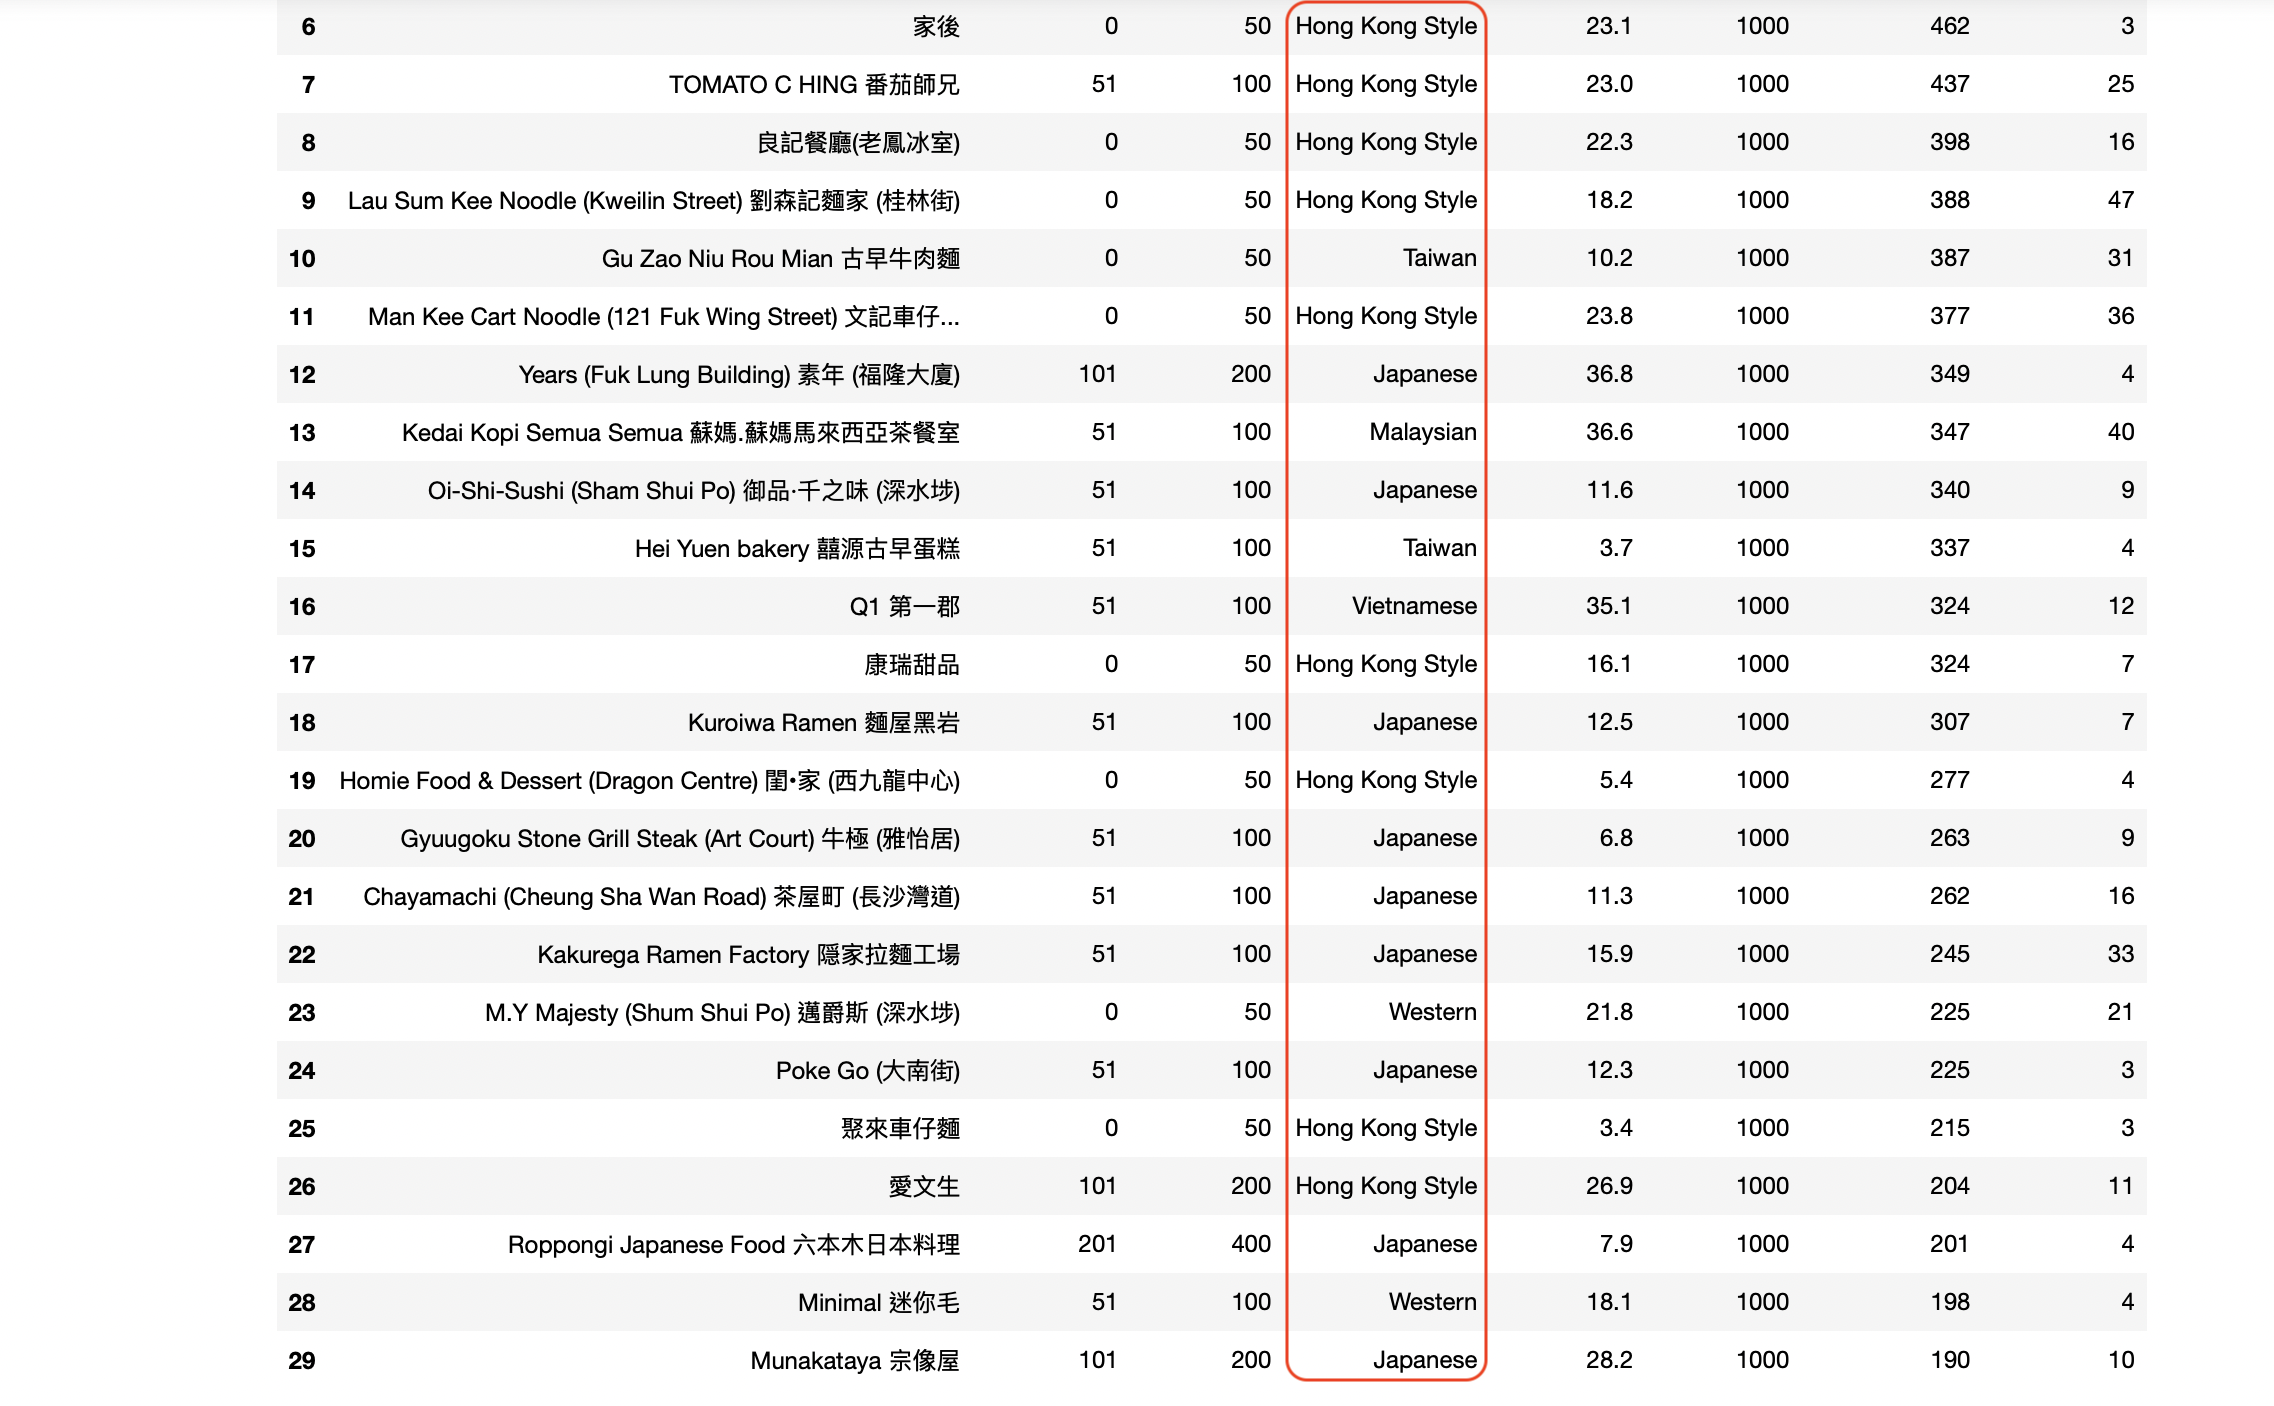 6 家後 0 50 Hong Kong Style 23.1 1000 462 3
7 TOMATO C HING 番茄師兄 51 100 Hong Kong Style 23.0 1000 437 25
8 良記餐廳(老鳳冰室) 0 50 Hong Kong Style 22.3 1000 398 16
9 Lau Sum Kee Noodle (Kweilin Street) 劉森記麵家 (桂林街) 0 50 Hong Kong Style 18.2 1000 388 47
10 Gu Zao Niu Rou Mian 古早牛肉麵 0 50 Taiwan 10.2 1000 387 31
11 Man Kee Cart Noodle (121 Fuk Wing Street) 文記車仔... 0 50 Hong Kong Style 23.8 1000 377 36
12 Years (Fuk Lung Building) 素年 (福隆大廈) 101 200 Japanese 36.8 1000 349 4
13 Kedai Kopi Semua Semua 蘇媽.蘇媽馬來西亞茶餐室 51 100 Malaysian 36.6 1000 347 40
14 Oi-Shi-Sushi (Sham Shui Po) 御品·千之味 (深水埗) 51 100 Japanese 11.6 1000 340 9
15 Hei Yuen bakery 囍源古早蛋糕 51 100 Taiwan 3.7 1000 337 4
16 Q1 第一郡 51 100 Vietnamese 35.1 1000 324 12
17 康瑞甜品 0 50 Hong Kong Style 16.1 1000 324 7
18 Kuroiwa Ramen 麵屋黑岩 51 100 Japanese 12.5 1000 307 7
19 Homie Food & Dessert (Dragon Centre) 閨•家 (西九龍中心) 0 50 Hong Kong Style 5.4 1000 277 4
20 Gyuugoku Stone Grill Steak (Art Court) 牛極 (雅怡居) 51 100 Japanese 6.8 1000 263 9
21 Chayamachi (Cheung Sha Wan Road) 茶屋町 (長沙灣道) 51 100 Japanese 11.3 1000 262 16
22 Kakurega Ramen Factory 隠家拉麵工場 51 100 Japanese 15.9 1000 245 33
23 M.Y Majesty (Shum Shui Po) 邁爵斯 (深水埗) 0 50 Western 21.8 1000 225 21
24 Poke Go (大南街) 51 100 Japanese 12.3 1000 225 3
25 聚來車仔麵 0 50 Hong Kong Style 3.4 1000 215 3
26 愛文生 101 200 Hong Kong Style 26.9 1000 204 11
27 Roppongi Japanese Food 六本木日本料理 201 400 Japanese 7.9 1000 201 4
28 Minimal 迷你毛 51 100 Western 18.1 1000 198 4
29 Munakataya 宗像屋 101 200 Japanese 28.2 1000 190 10